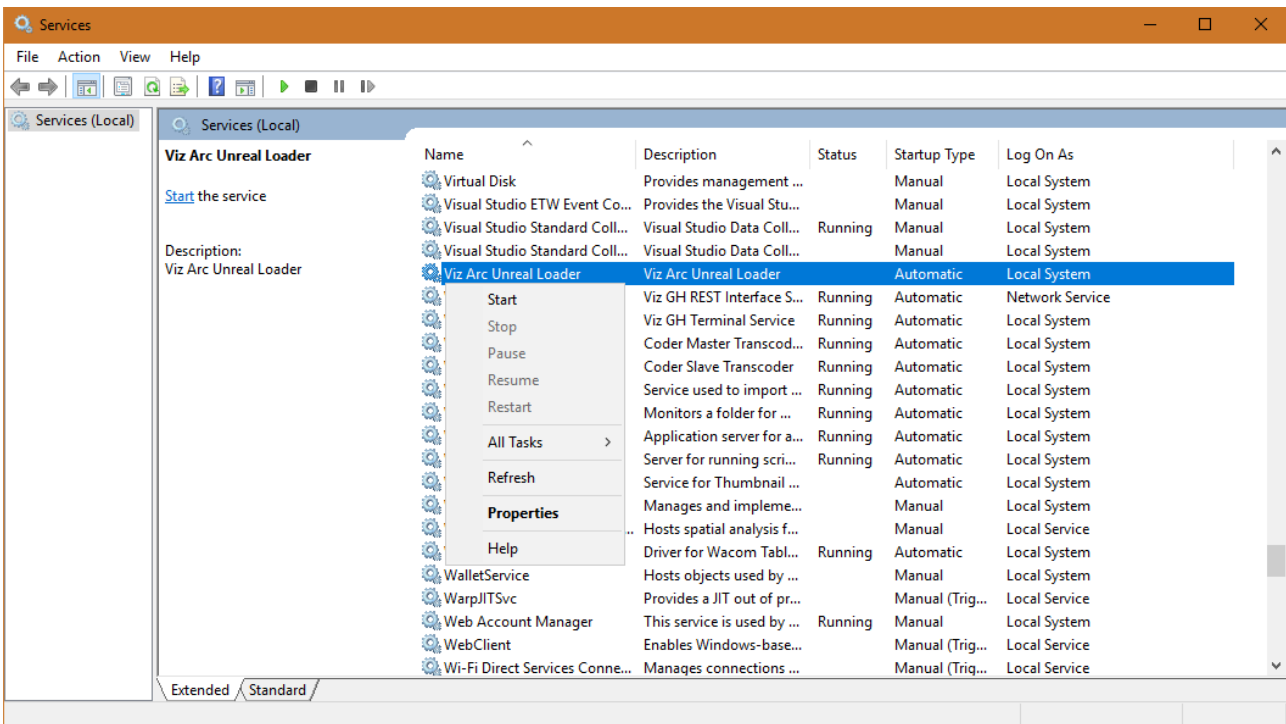 Services
File Action View Help
Services (Local)
Services (Local)
Viz Arc Unreal Loader
Start the service
Description:
Viz Arc Unreal Loader
Name Description Status Startup Type Log On As
Virtual Disk Provides management ... Manual Local System
Visual Studio ETW Event Co... Provides the Visual Stu... Manual Local System
Visual Studio Standard Coll... Visual Studio Data Coll... Running Manual Local System
Visual Studio Standard Coll... Visual Studio Data Coll... Manual Local System
Viz Arc Unreal Loader Viz Arc Unreal Loader Automatic Local System
Viz GH REST Interface S... Running Automatic Network Service
Viz GH Terminal Service Running Automatic Local System
Coder Master Transcod... Running Automatic Local System
Coder Slave Transcoder Running Automatic Local System
Service used to import ... Running Automatic Local System
Monitors a folder for ... Running Automatic Local System
Application server for a... Running Automatic Local System
Server for running scri... Running Automatic Local System
Service for Thumbnail ... Automatic Local System
Manages and impleme... Manual Local System
.. Hosts spatial analysis f... Manual Local Service
Driver for Wacom Tabl... Running Automatic Local System
WalletService Hosts objects used by ... Manual Local System
WarpJITSvc Provides a JIT out of pr... Manual (Trig... Local Service
Web Account Manager This service is used by ... Running Manual Local System
WebClient Enables Windows-base... Manual (Trig... Local Service
Wi-Fi Direct Services Conne... Manages connections ... Manual (Trig... Local Service
Start
Stop
Pause
Resume
Restart
All Tasks
Refresh
Properties
Help
Extended Standard